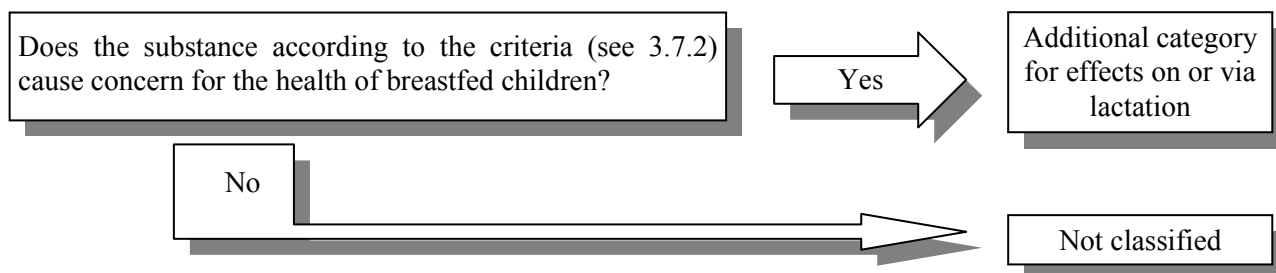 Does the substance according to the criteria (see 3.7.2)
cause concern for the health of breastfed children?
Yes
Additional category
for effects on or via
lactation
No
Not classified